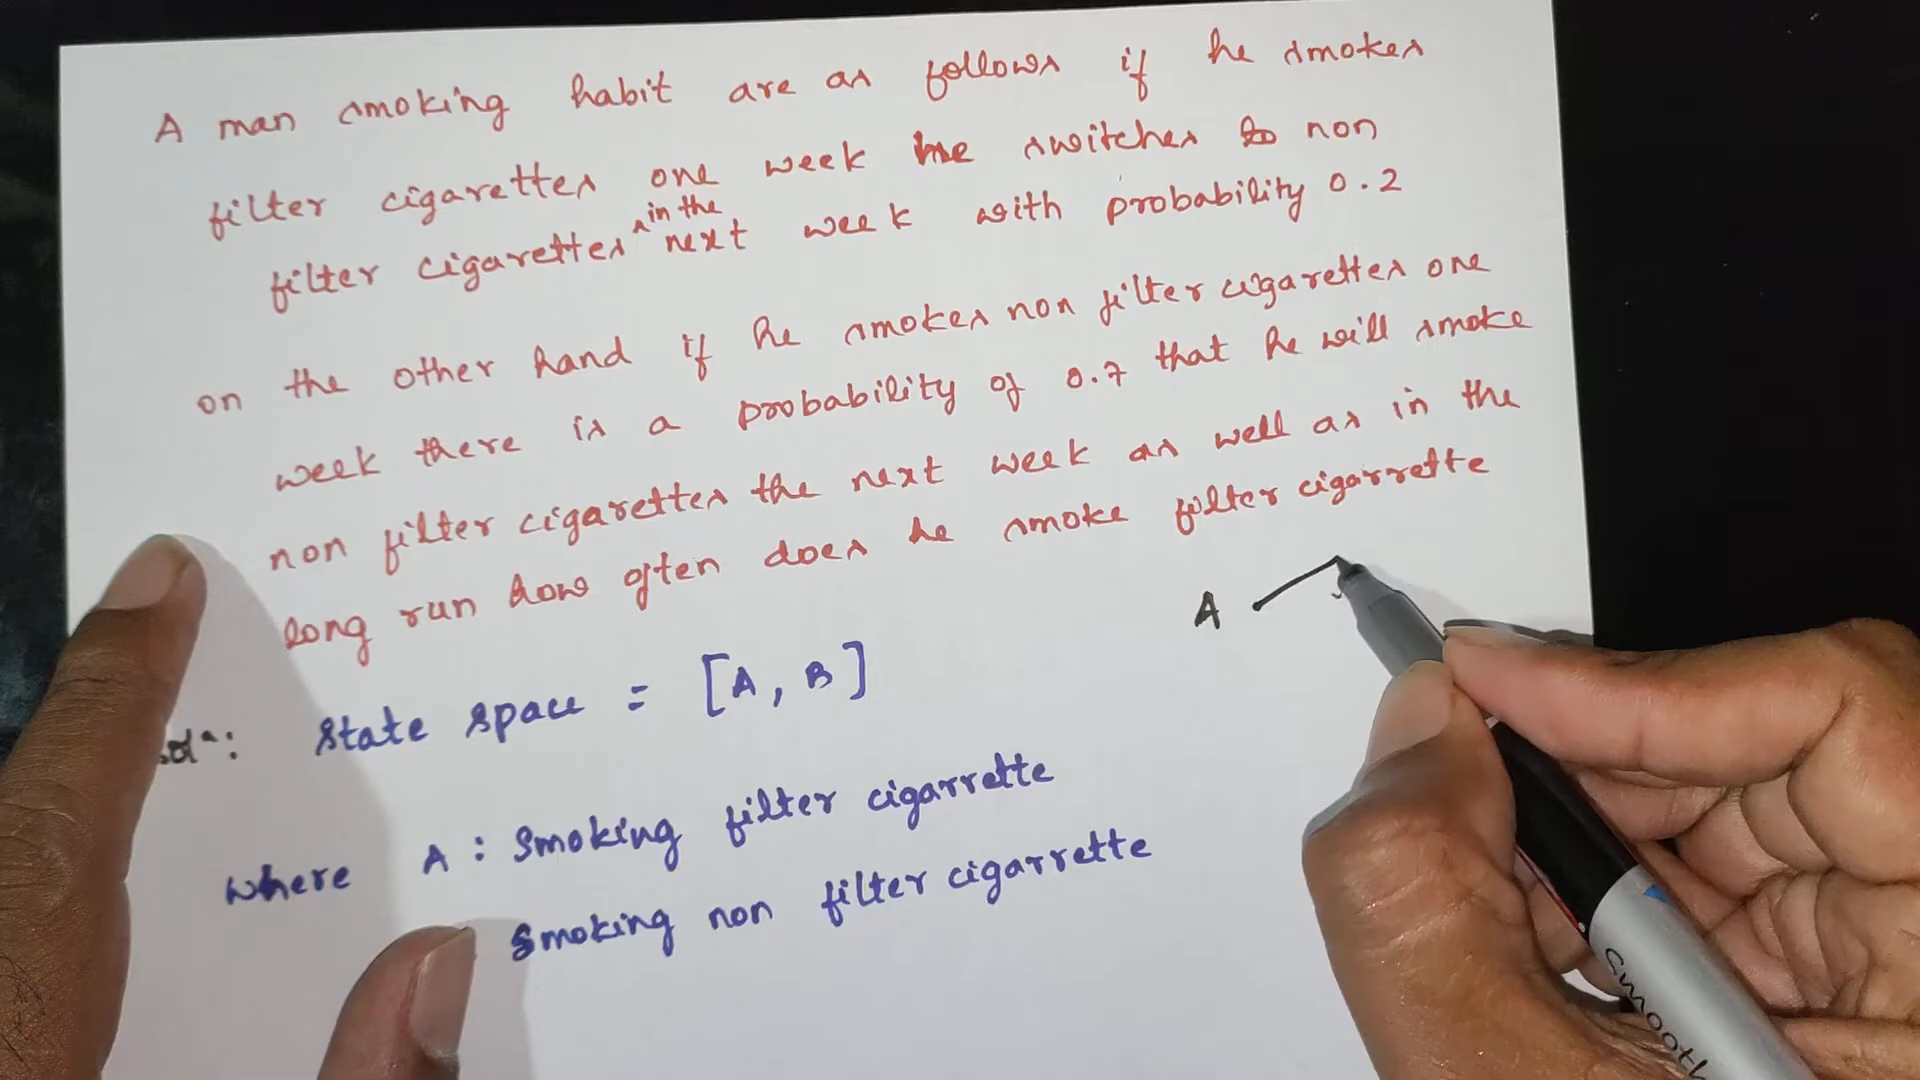 A man smoking habit are as follows if he smokes
filter cigarettes one week he switches to non
filter cigarettes ^ in the next week with probability 0.2
on the other hand if he smokes non filter cigarettes one
week there is a probability of 0.7 that he will smoke
non filter cigarettes the next week as well as in the
long run how often does he smoke filter cigarrette
A
Soln: State space = [A, B]
where A : Smoking filter cigarrette
Smoking non filter cigarrette
smooth